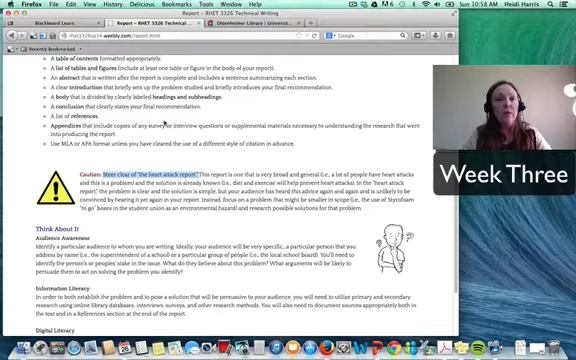 Firefox File Edit View History Delicious Bookmarks Tools Window Help
10:58 AM Heidi Harris
Report – RHET 3326 Technical Writing
Blackboard Learn
Report – RHET 3326 Technical ...
Ottenheimer Library | Universit...
rhet3326sp14.weebly.com/report.html
Google
Recently Bookmarked
A table of contents formatted appropriately.
A list of tables and figures (include at least one table or figure in the body of your report).
An abstract that is written after the report is complete and includes a sentence summarizing each section.
A clear introduction that briefly sets up the problem studied and briefly introduces your final recommendation.
A body that is divided by clearly labeled headings and subheadings.
A conclusion that clearly states your final recommendation.
A list of references.
Appendices that include copies of any survey or interview questions or supplemental materials necessary to understanding the research that went
into producing the report.
Use MLA or APA format unless you have cleared the use of a different style of citation in advance.
Caution: Steer clear of "the heart attack report." This report is one that is very broad and general (i.e., a lot of people have heart attacks
and this is a problem) and the solution is already known (i.e., diet and exercise will help prevent heart attacks). In the "heart attack
report" the problem is clear and the solution is simple, but your audience has heard this advice again and again and is unlikely to be
convinced by hearing it yet again in your report. Instead, focus on a problem that might be smaller in scope (i.e., the use of Styrofoam
"to go" boxes in the student union as an environmental hazard) and research possible solutions for that problem.
Week Three
Think About It
Audience Awareness
Identify a particular audience to whom you are writing. Ideally, your audience will be very specific...a particular person that you
address by name (i.e., the superintendent of a school) or a particular group of people (i.e., the local school board). You'll need to
identify the person's or peoples' stake in the issue. What do they believe about this problem? What arguments will be likely to
persuade them to act on solving the problem you identify?
Information Literacy
In order to both establish the problem and to pose a solution that will be persuasive to your audience, you will need to utilize primary and secondary
research using online library databases, interviews, surveys, and other research methods. You will also need to document sources appropriately both in
the text and in a References section at the end of the report.
Digital Literacy